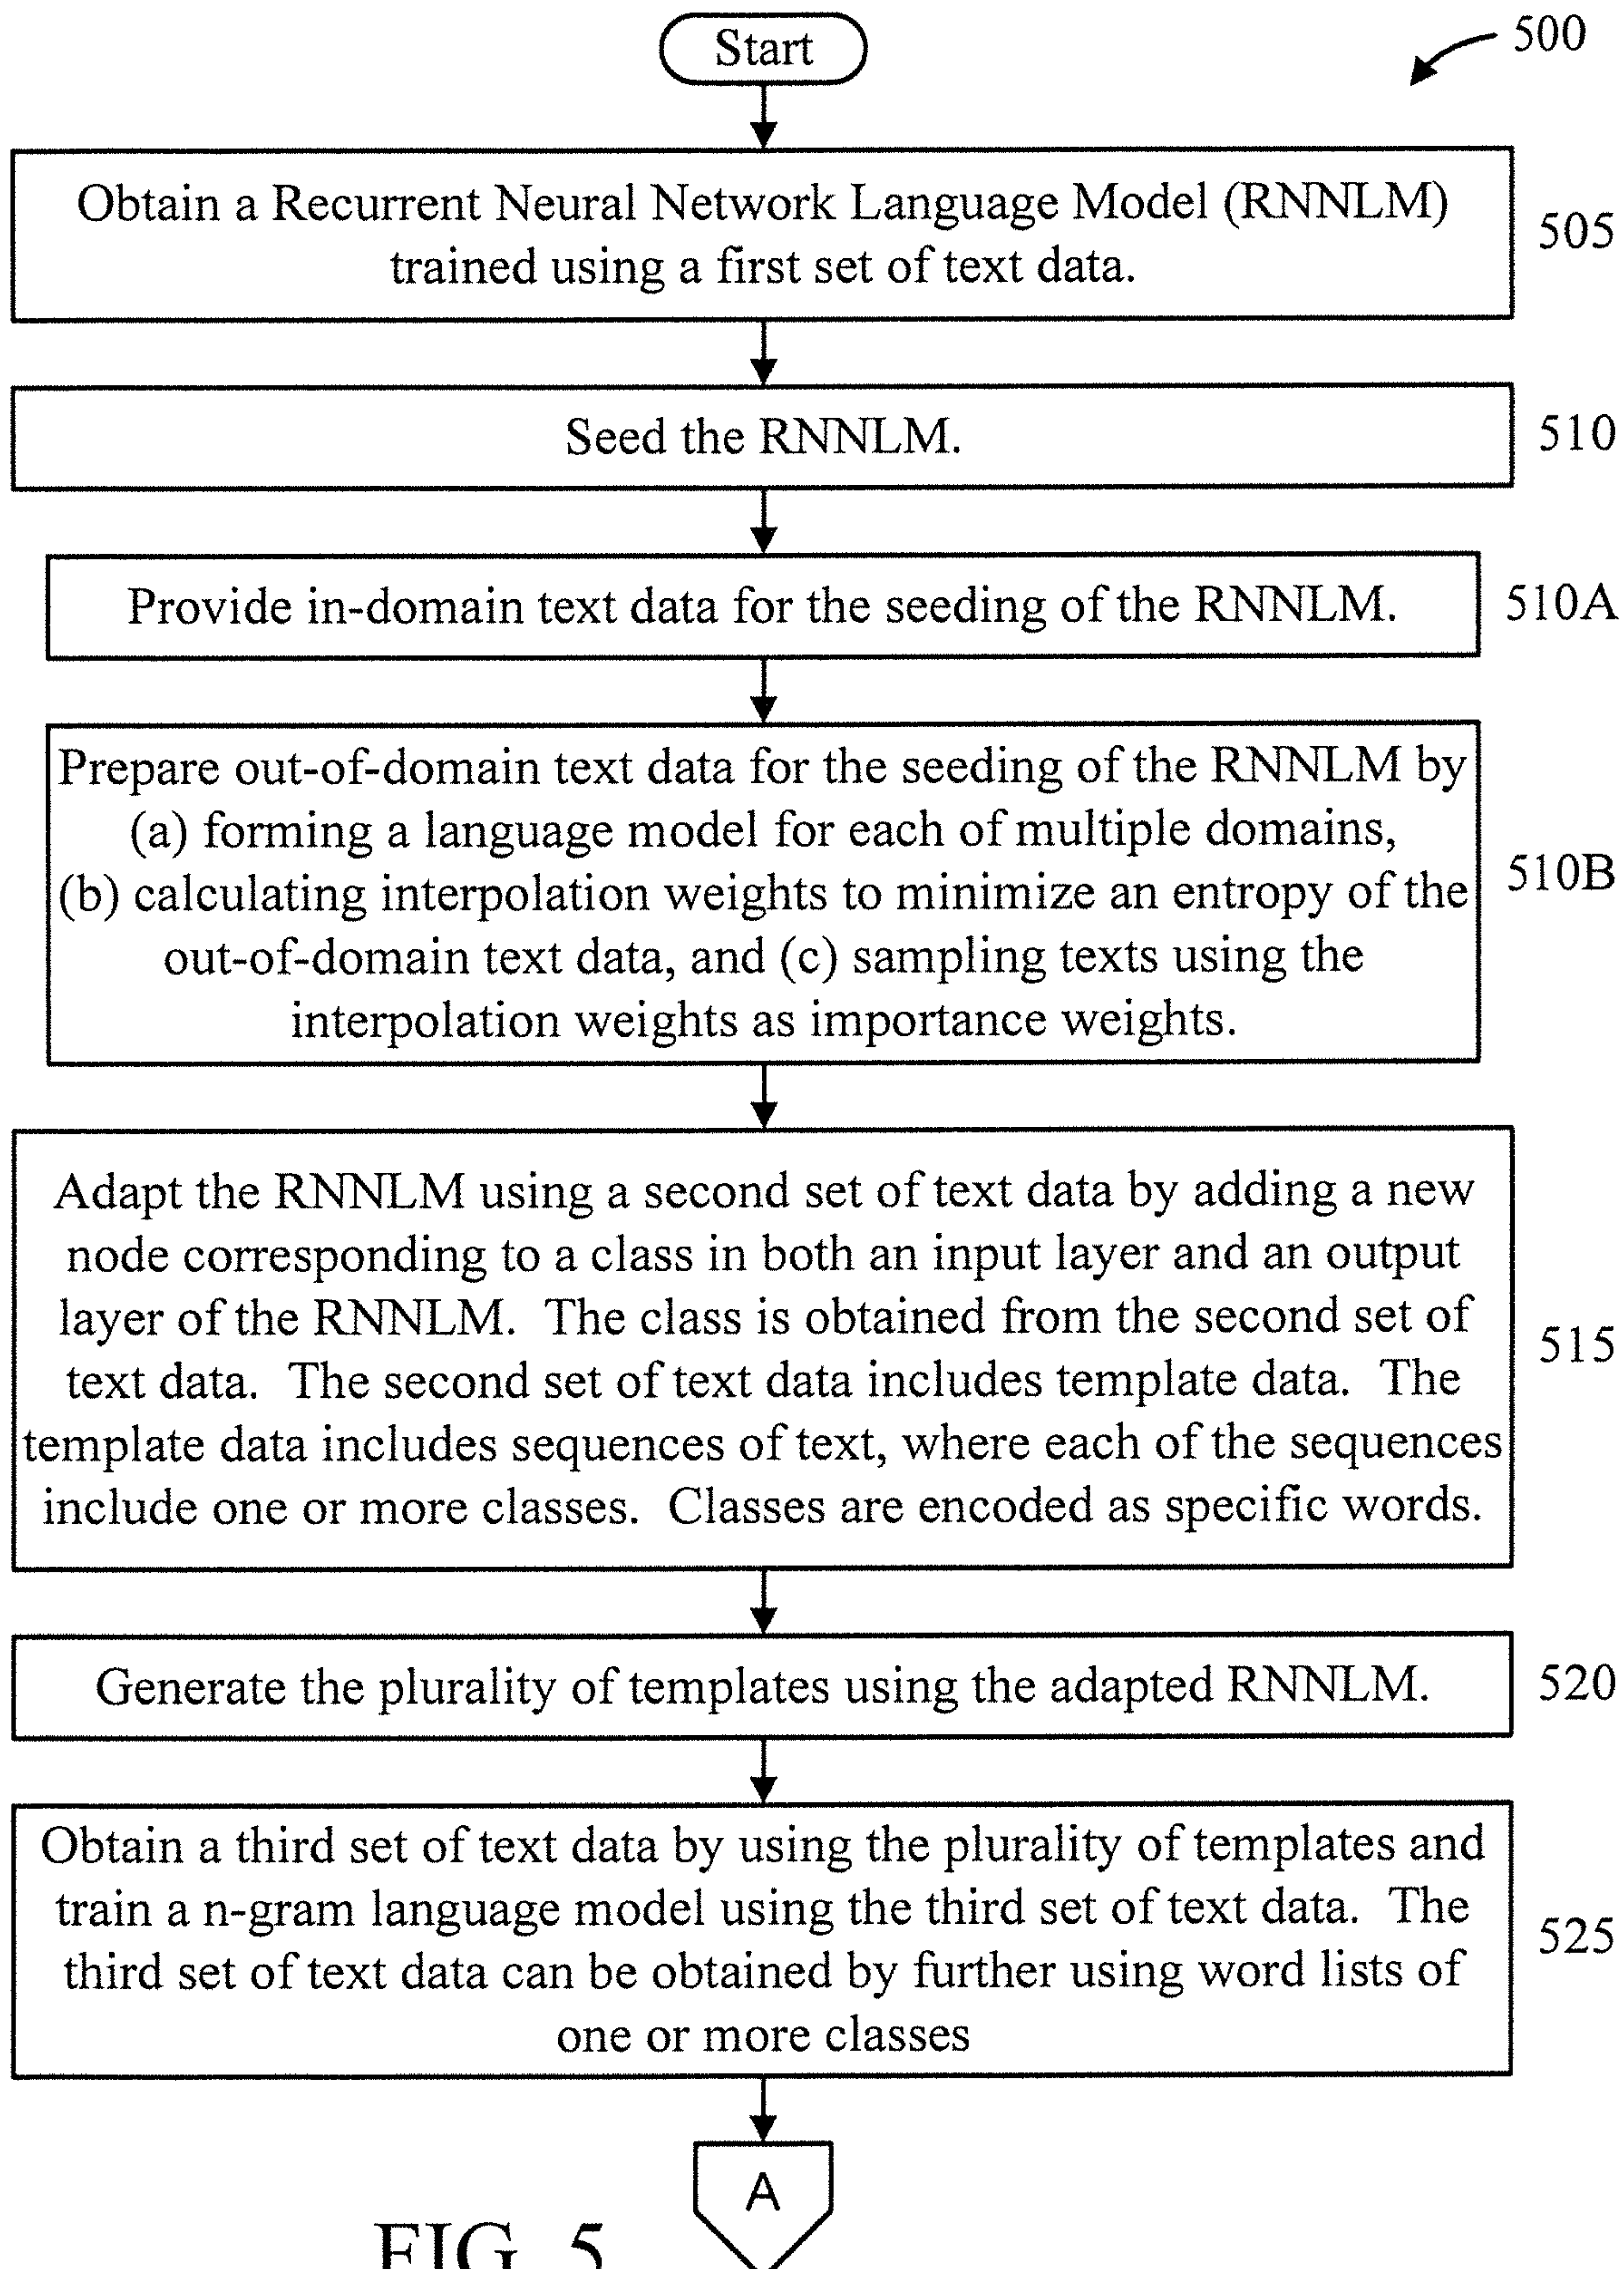 Start
500
Obtain a Recurrent Neural Network Language Model (RNNLM)
trained using a first set of text data.
505
Seed the RNNLM.
510
Provide in-domain text data for the seeding of the RNNLM.
510A
Prepare out-of-domain text data for the seeding of the RNNLM by
(a) forming a language model for each of multiple domains,
(b) calculating interpolation weights to minimize an entropy of the
out-of-domain text data, and (c) sampling texts using the
interpolation weights as importance weights.
510B
Adapt the RNNLM using a second set of text data by adding a new
node corresponding to a class in both an input layer and an output
layer of the RNNLM. The class is obtained from the second set of
text data. The second set of text data includes template data. The
template data includes sequences of text, where each of the sequences
include one or more classes. Classes are encoded as specific words.
515
Generate the plurality of templates using the adapted RNNLM.
520
Obtain a third set of text data by using the plurality of templates and
train a n-gram language model using the third set of text data. The
third set of text data can be obtained by further using word lists of
one or more classes
525
A
FIG. 5